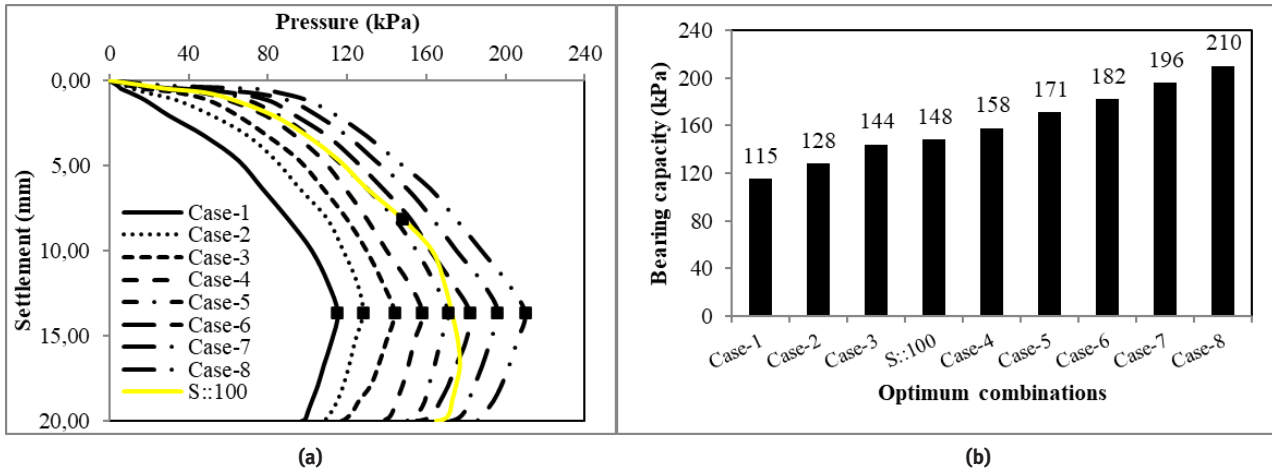 Pressure (kPa)
0 40 80 120 160 200 240
0,00
5,00
10,00
15,00
20,00
Settlement (mm)
Case-1
Case-2
Case-3
Case-4
Case-5
Case-6
Case-7
Case-8
S::100
(a)
Bearing capacity (kPa)
240
200
160
120
80
40
0
115 128 144 148 158 171 182 196 210
Case-1 Case-2 Case-3 S::100 Case-4 Case-5 Case-6 Case-7 Case-8
Optimum combinations
(b)